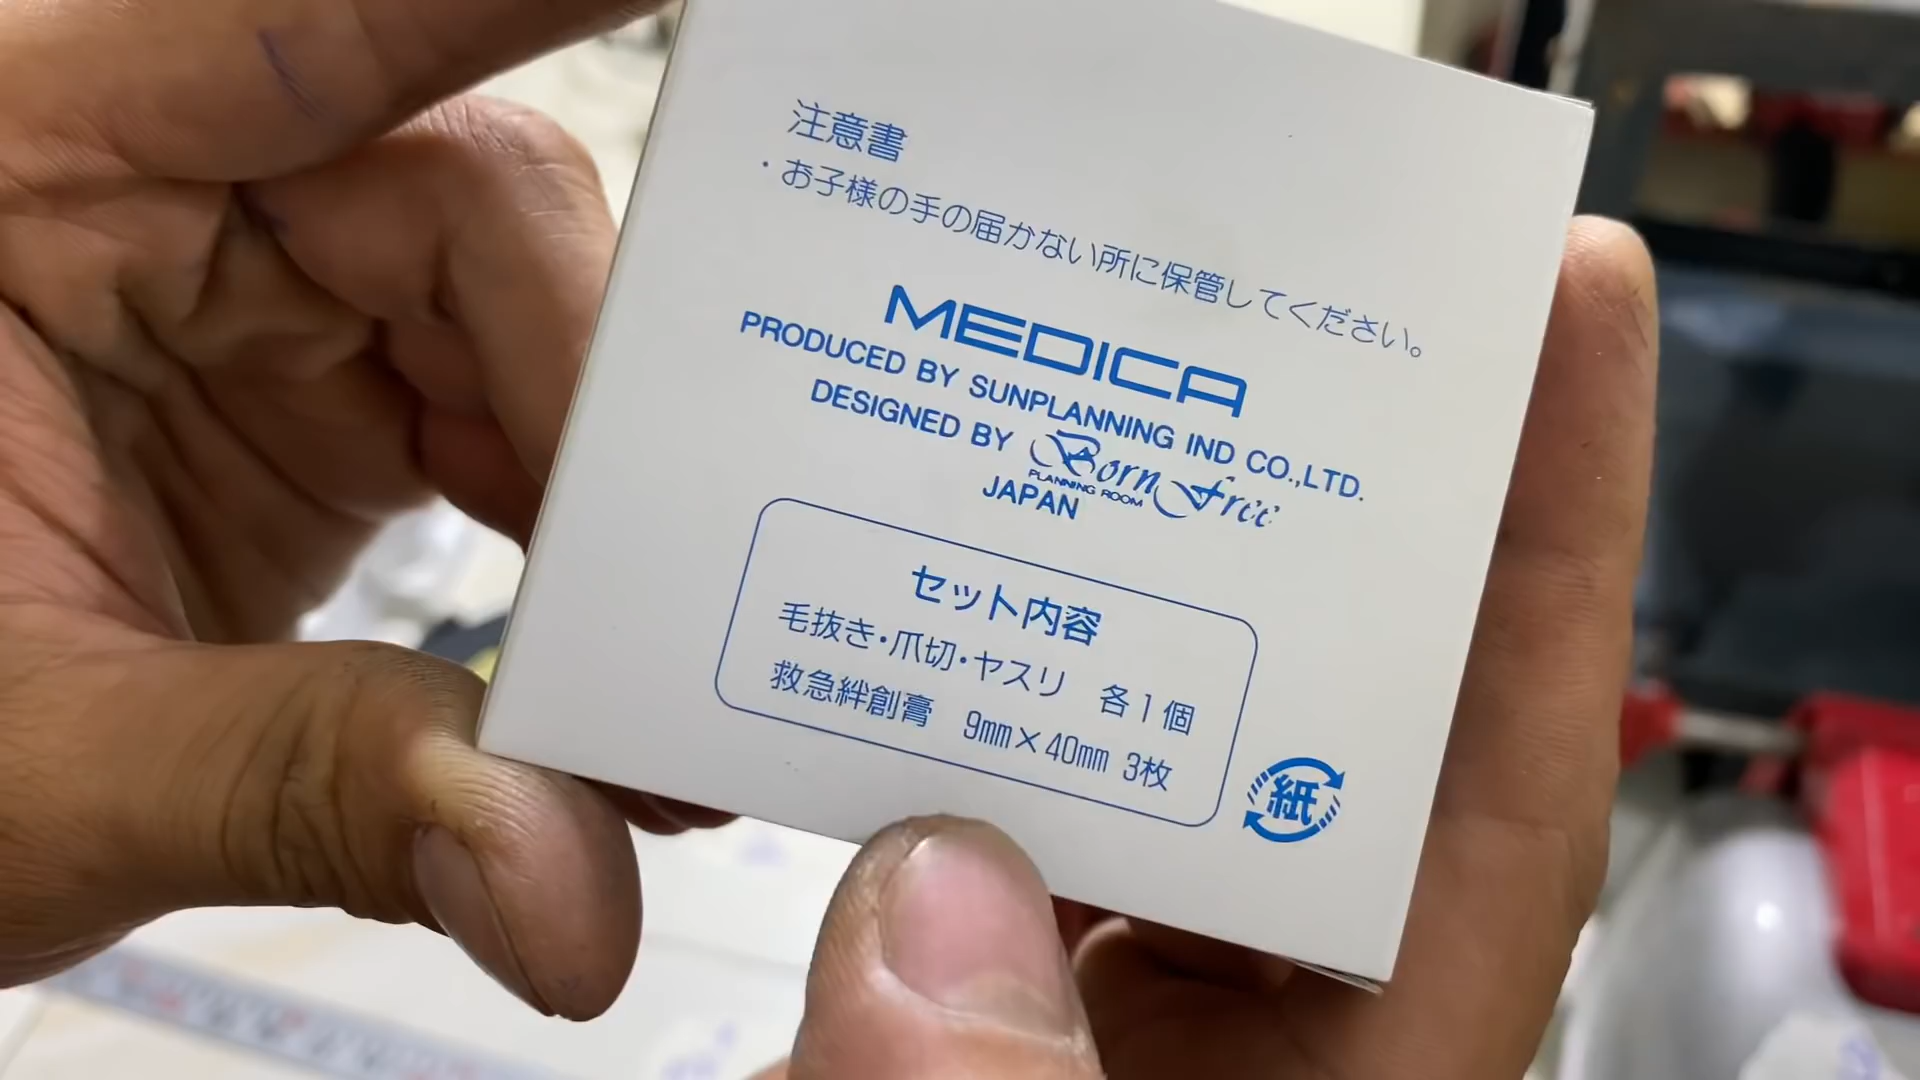 注意書
・お子様の手の届かない所に保管してください。
MEDICA
PRODUCED BY SUNPLANNING IND CO.,LTD.
DESIGNED BY Born Free
PLANNING ROOM
JAPAN
セット内容
毛抜き・爪切・ヤスリ 各1個
救急絆創膏 9mm×40mm 3枚
紙